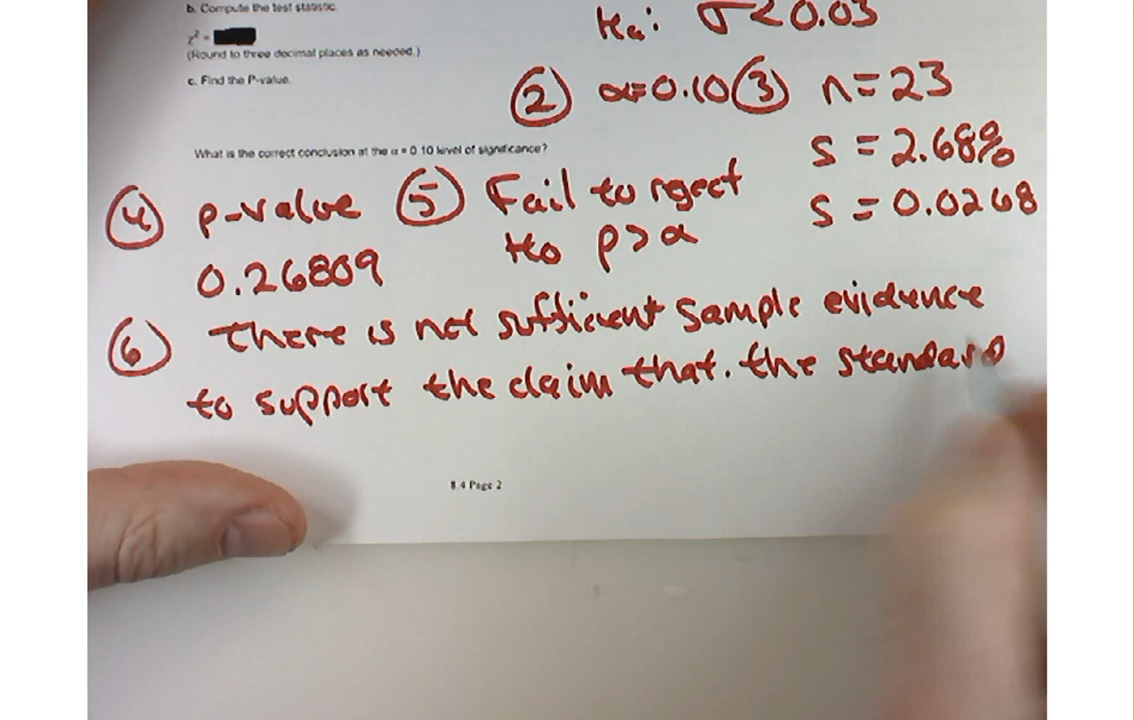 b. Compute the test statistic.
Ha: σ < 0.03
χ² =
(Round to three decimal places as needed.)
c. Find the P-value.
② α = 0.10 ③ n = 23
What is the correct conclusion at the α = 0.10 level of significance?
s = 2.68%
④ p-value ⑤ Fail to reject
s = 0.0268
Ho p > α
0.26809
⑥ There is not sufficient sample evidence
to support the claim that. the standard
8.4 Page 2